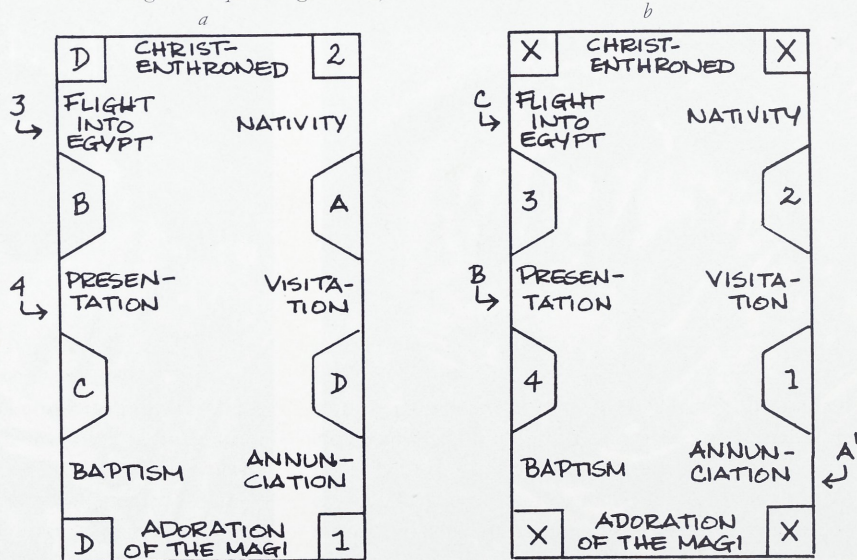 a
D CHRIST- 2
ENTHRONED
3 FLIGHT
INTO NATIVITY
EGYPT
B A
4 PRESEN- VISITA-
TATION TION
C D
BAPTISM ANNUN-
CIATION
D ADORATION 1
OF THE MAGI
b
X CHRIST- X
ENTHRONED
C FLIGHT
INTO NATIVITY
EGYPT
3 2
B PRESEN- VISITA-
TATION TION
4 1
BAPTISM ANNUN-
CIATION A'
X ADORATION X
OF THE MAGI